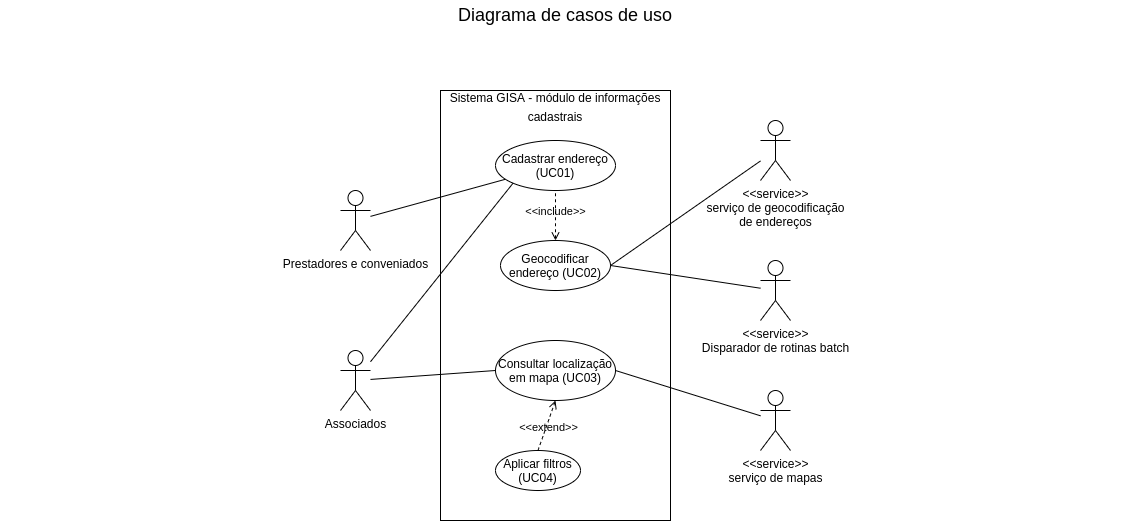 Diagrama de casos de uso
Sistema GISA - módulo de informações
cadastrais
Cadastrar endereço
(UC01)
<<include>>
Geocodificar
endereço (UC02)
Prestadores e conveniados
<<service>>
serviço de geocodificação
de endereços
<<service>>
Disparador de rotinas batch
Consultar localização
em mapa (UC03)
<<extend>>
Aplicar filtros
(UC04)
Associados
<<service>>
serviço de mapas